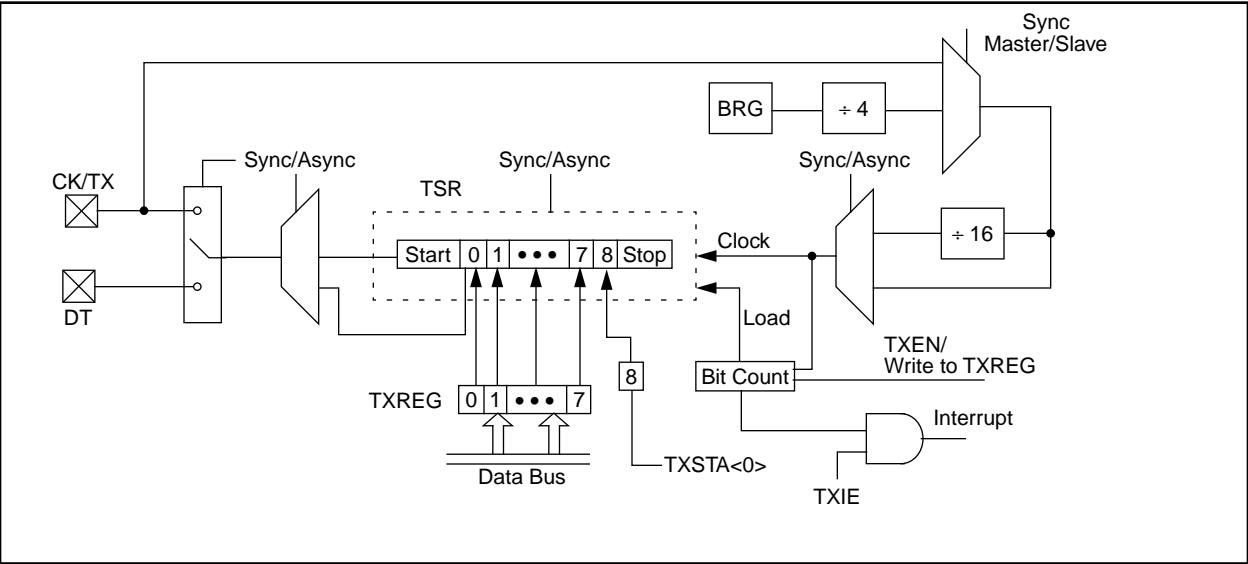 Sync
Master/Slave
BRG
÷ 4
Sync/Async
Sync/Async
Sync/Async
CK/TX
TSR
÷ 16
Clock
Start 0 1 ••• 7 8 Stop
DT
Load
TXEN/
Write to TXREG
8
Bit Count
TXREG 0 1 ••• 7
Interrupt
TXSTA<0>
Data Bus
TXIE